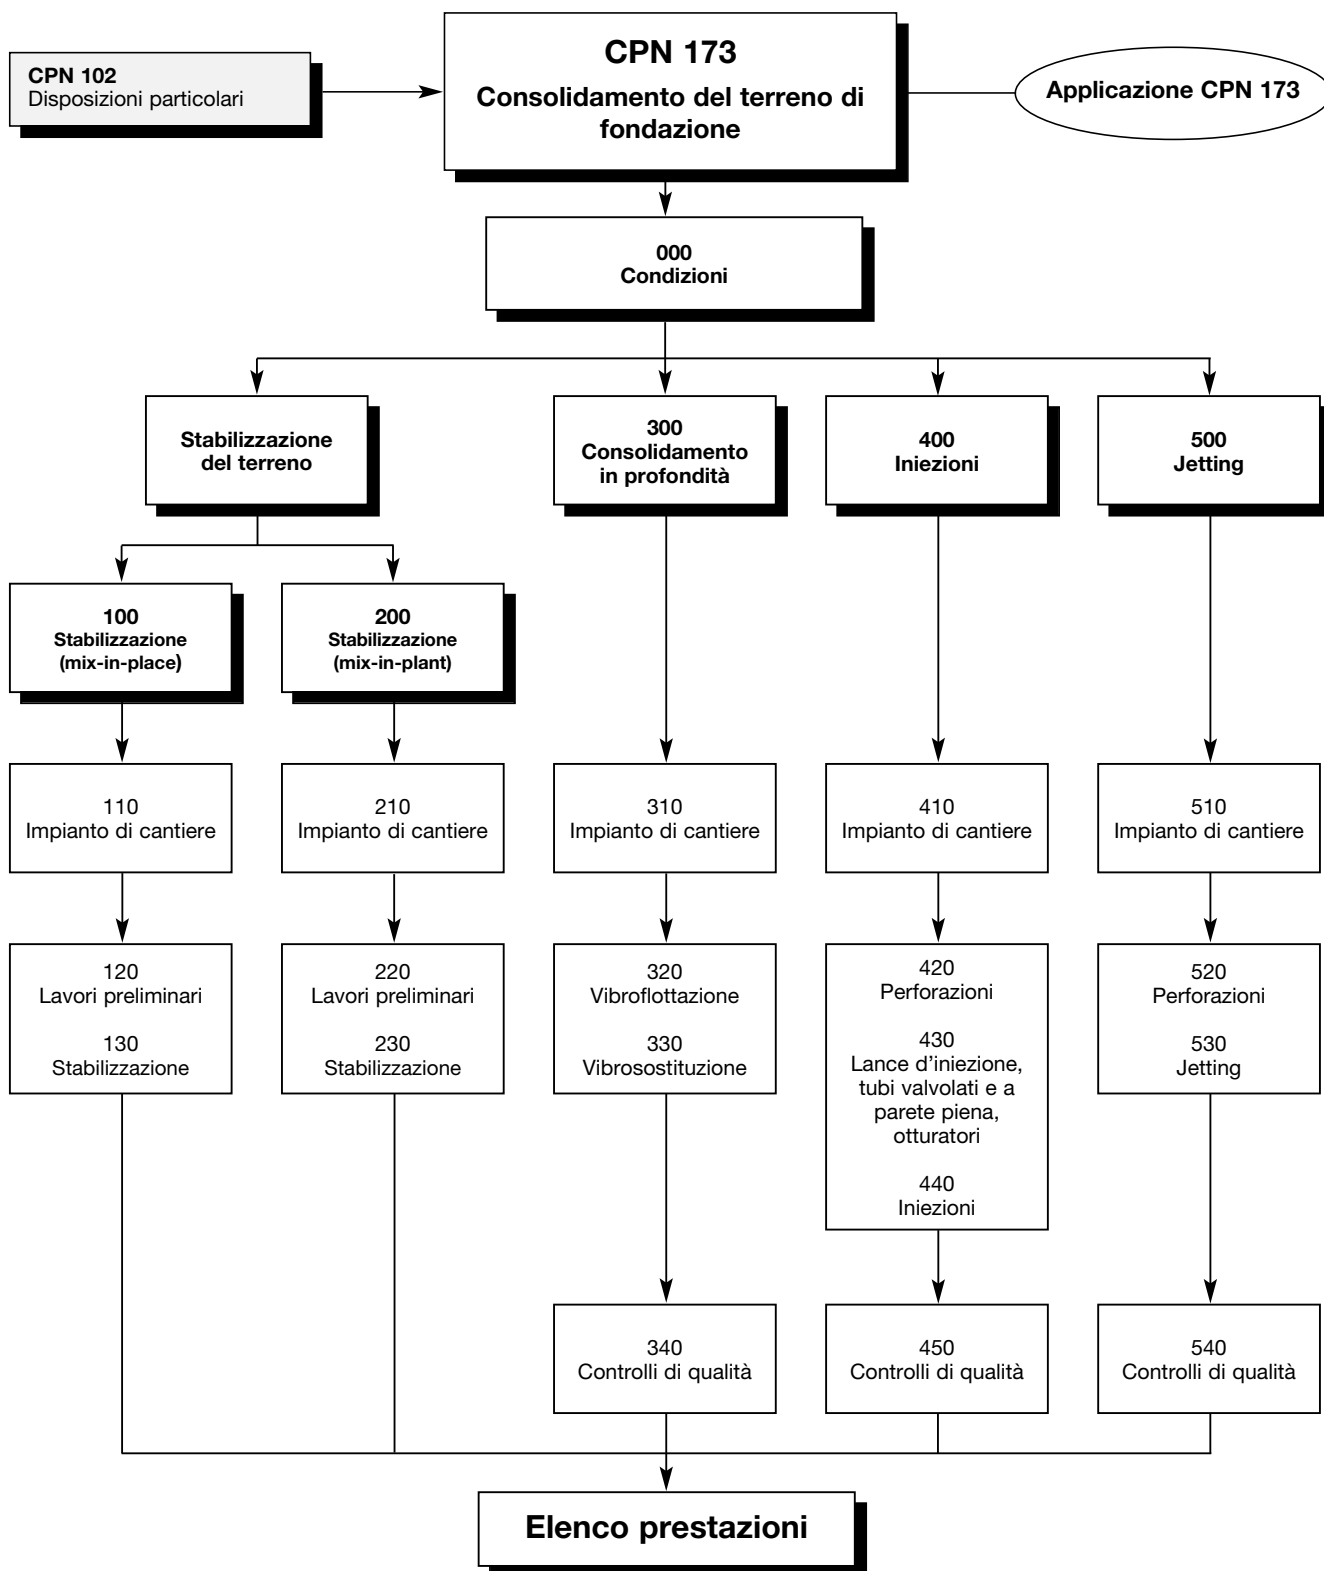 CPN 102
Disposizioni particolari
CPN 173
Consolidamento del terreno di
fondazione
Applicazione CPN 173
000
Condizioni
Stabilizzazione
del terreno
300
Consolidamento
in profondità
400
Iniezioni
500
Jetting
100
Stabilizzazione
(mix-in-place)
200
Stabilizzazione
(mix-in-plant)
110
Impianto di cantiere
210
Impianto di cantiere
310
Impianto di cantiere
410
Impianto di cantiere
510
Impianto di cantiere
120
Lavori preliminari
130
Stabilizzazione
220
Lavori preliminari
230
Stabilizzazione
320
Vibroflottazione
330
Vibrosostituzione
420
Perforazioni
430
Lance d'iniezione,
tubi valvolati e a
parete piena,
otturatori
440
Iniezioni
520
Perforazioni
530
Jetting
340
Controlli di qualità
450
Controlli di qualità
540
Controlli di qualità
Elenco prestazioni